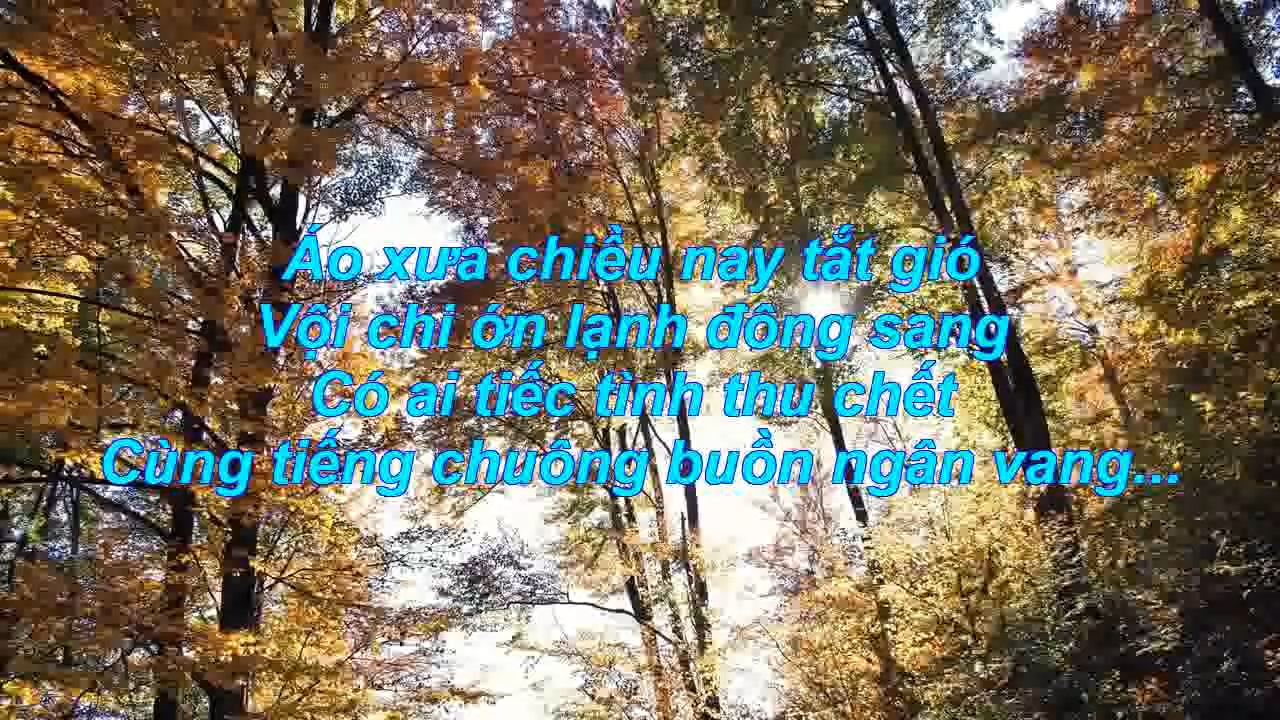 Áo xưa chiều nay tắt gió
Vội chi ớn lạnh đông sang
Có ai tiếc tình thu chết
Cùng tiếng chuông buồn ngân vang...